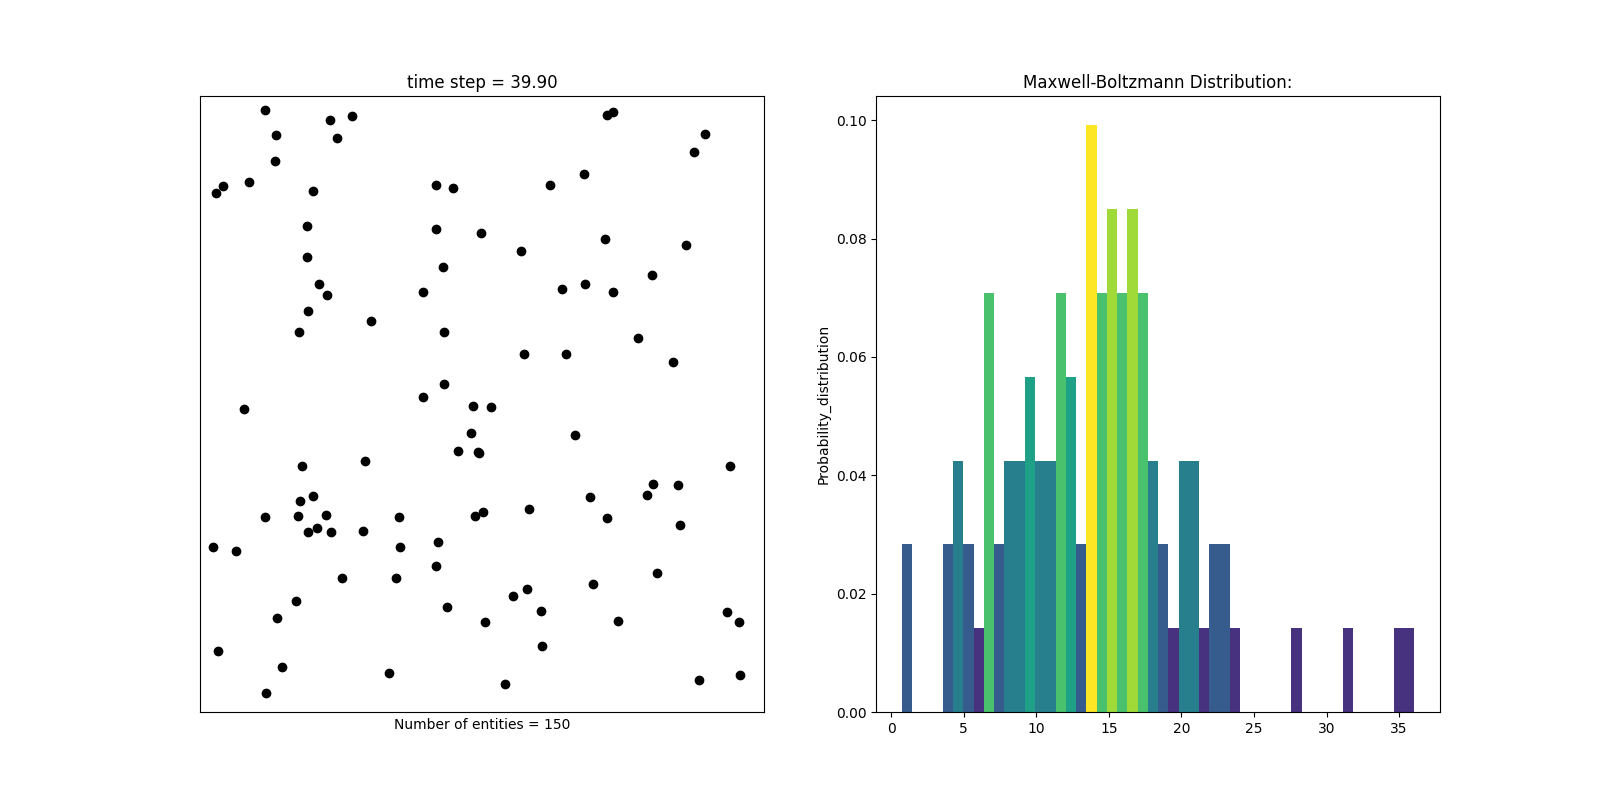 time step = 39.90
Number of entities = 150
Maxwell-Boltzmann Distribution:
Probability_distribution
0.10
0.08
0.06
0.04
0.02
0.00
0 5 10 15 20 25 30 35